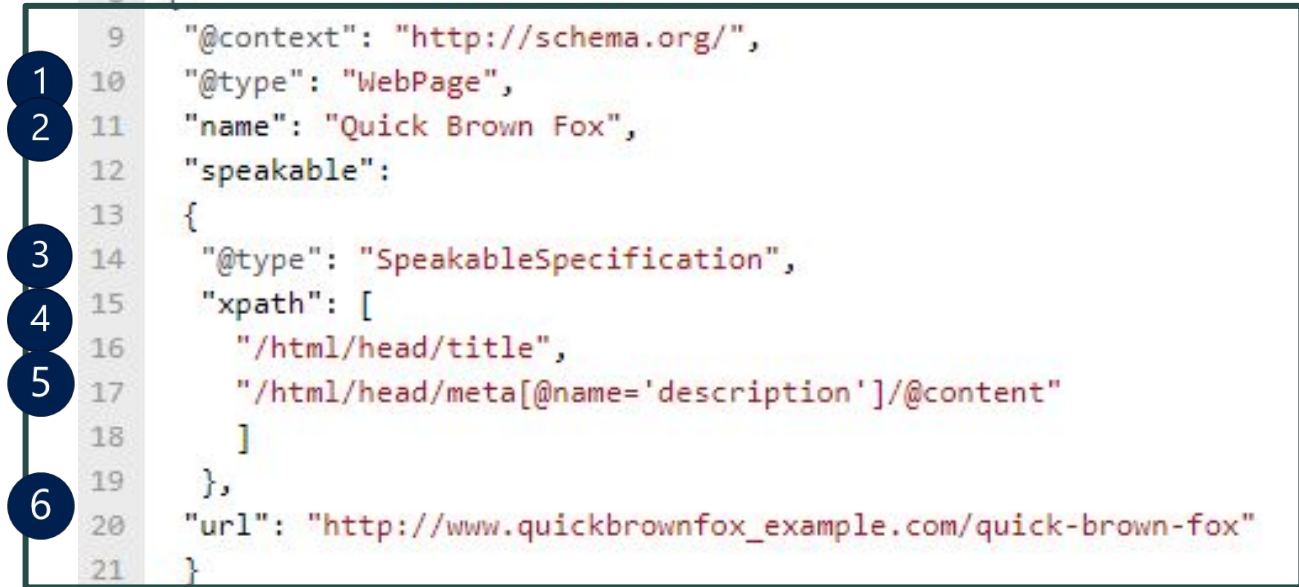 9 "@context": "http://schema.org/",
1 10 "@type": "WebPage",
2 11 "name": "Quick Brown Fox",
12 "speakable":
13 {
3 14 "@type": "SpeakableSpecification",
4 15 "xpath": [
16 "/html/head/title",
5 17 "/html/head/meta[@name='description']/@content"
18 ]
19 },
6 20 "url": "http://www.quickbrownfox_example.com/quick-brown-fox"
21 }